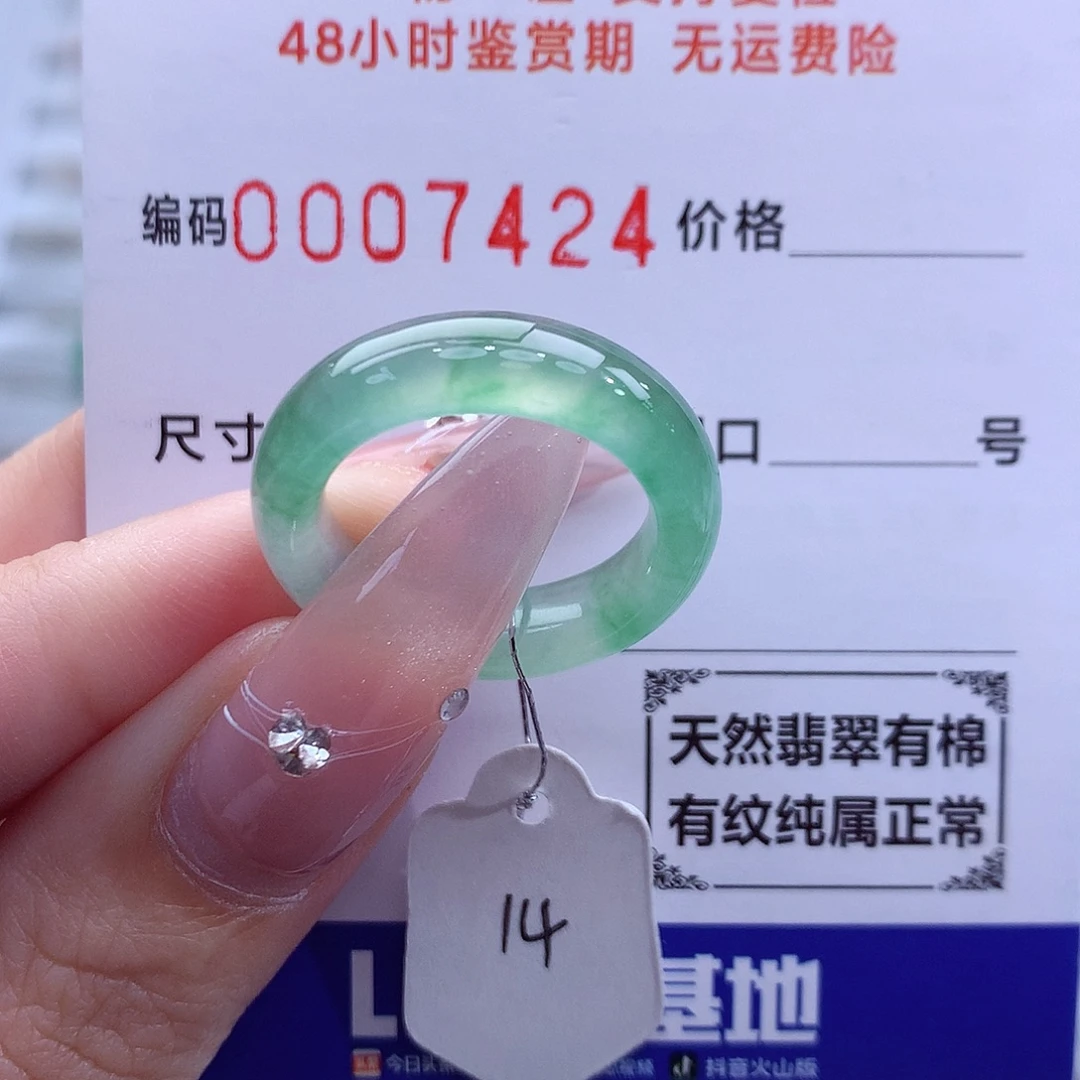 48小时鉴赏期 无运费险
编码0007424 价格
尺寸 口 号
天然翡翠有棉
有纹纯属正常
14
L 基地
今日头 视频 抖音火山版